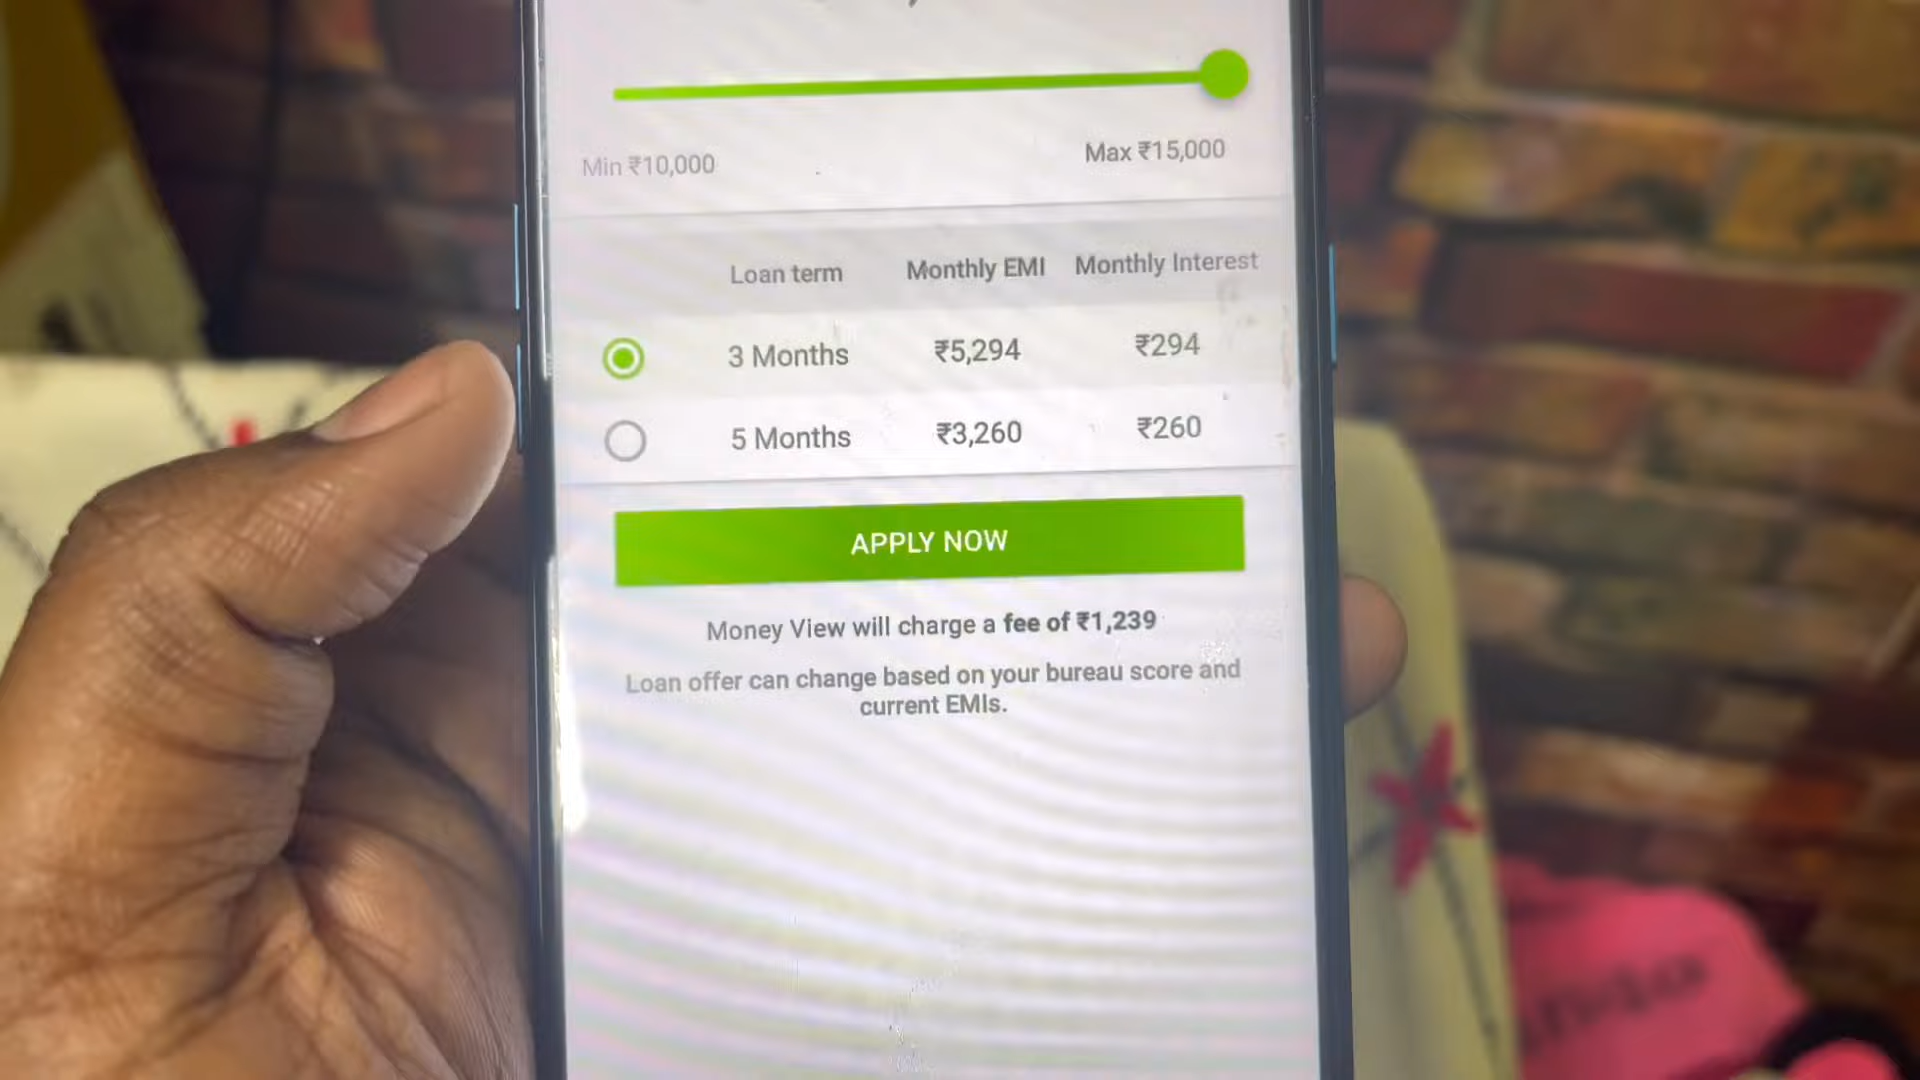 Min ₹10,000
Max ₹15,000
Loan term Monthly EMI Monthly Interest
3 Months ₹5,294 ₹294
5 Months ₹3,260 ₹260
APPLY NOW
Money View will charge a fee of ₹1,239
Loan offer can change based on your bureau score and
current EMIs.